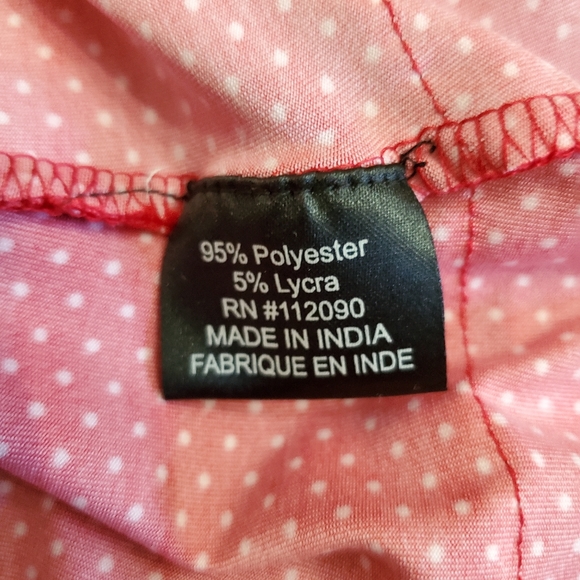 95% Polyester
5% Lycra
RN #112090
MADE IN INDIA
FABRIQUE EN INDE